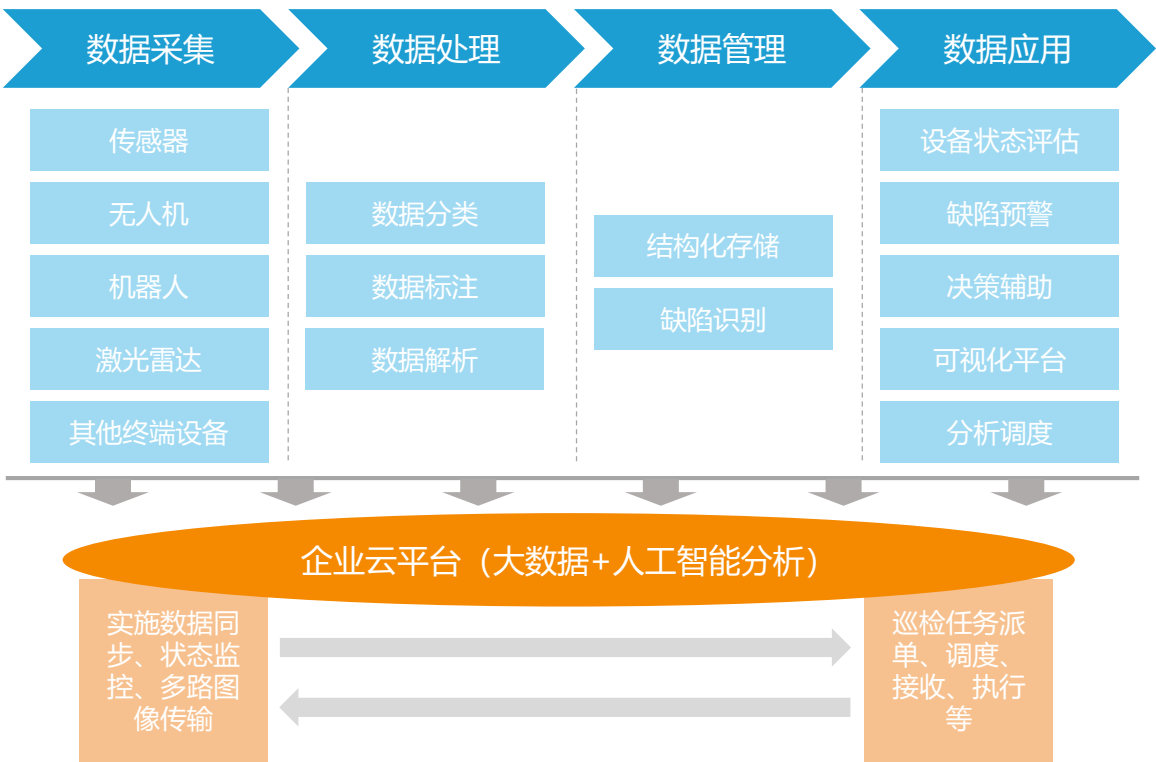 数据采集
数据处理
数据管理
数据应用
传感器
无人机
机器人
激光雷达
其他终端设备
数据分类
数据标注
数据解析
结构化存储
缺陷识别
设备状态评估
缺陷预警
决策辅助
可视化平台
分析调度
企业云平台（大数据+人工智能分析）
实施数据同
步、状态监
控、多路图
像传输
巡检任务派
单、调度、
接收、执行
等